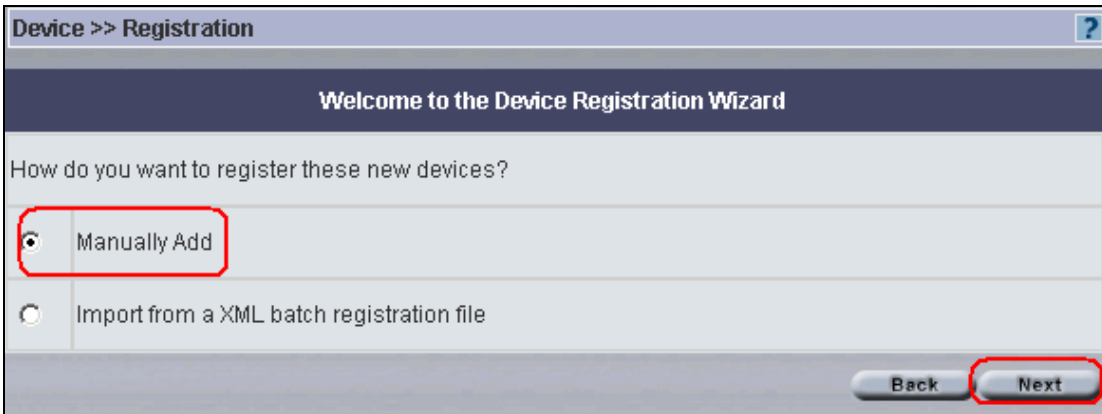 Device >> Registration ?
Welcome to the Device Registration Wizard
How do you want to register these new devices?
Manually Add
Import from a XML batch registration file
Back Next